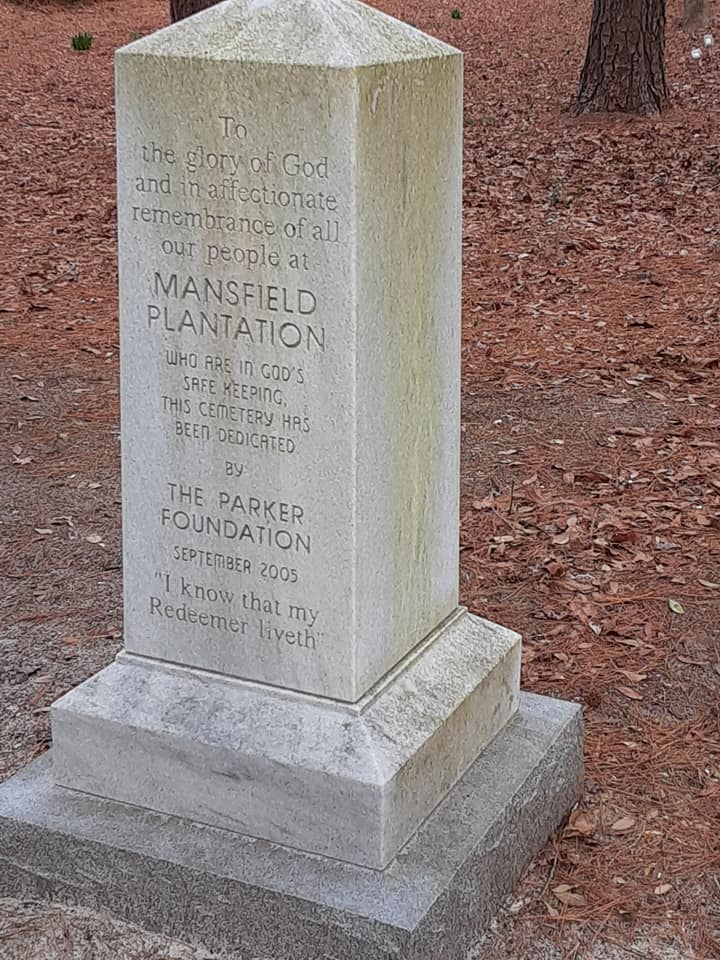 To
the glory of God
and in affectionate
remembrance of all
our people at
MANSFIELD
PLANTATION
WHO ARE IN GOD'S
SAFE KEEPING,
THIS CEMETERY HAS
BEEN DEDICATED
BY
THE PARKER
FOUNDATION
SEPTEMBER 2005
"I know that my
Redeemer liveth"